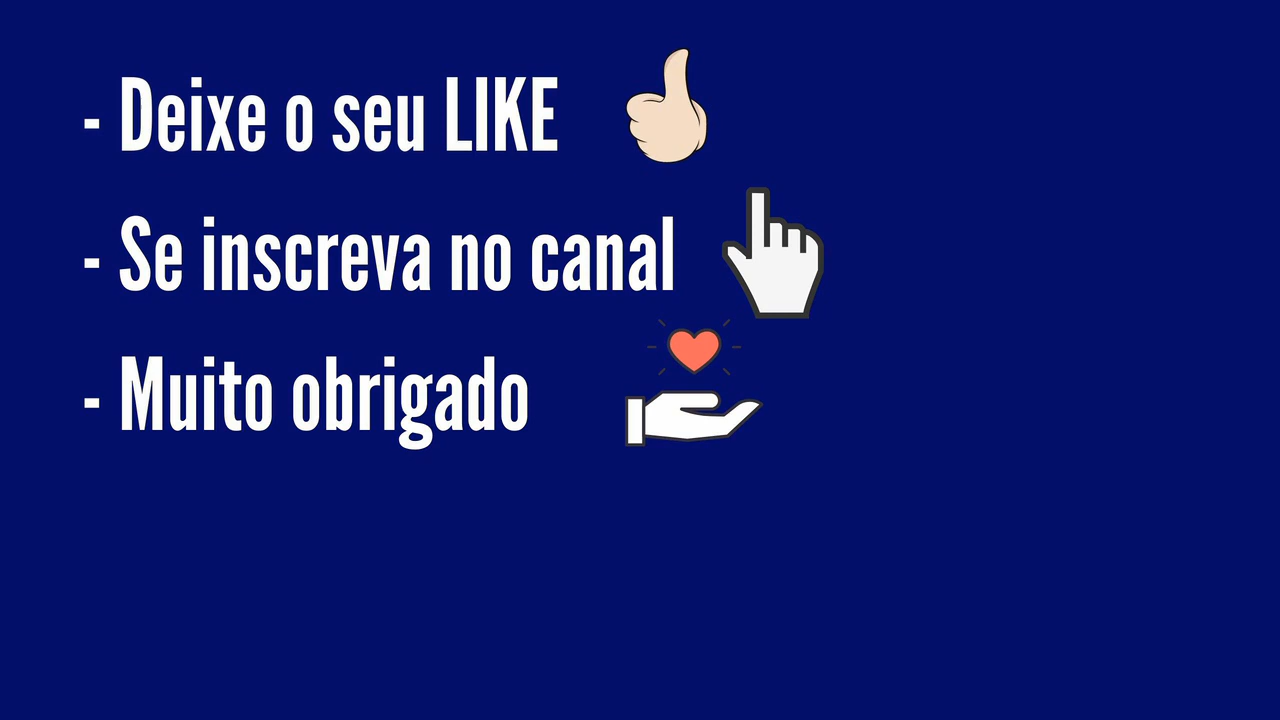 - Deixe o seu LIKE
- Se inscreva no canal
- Muito obrigado